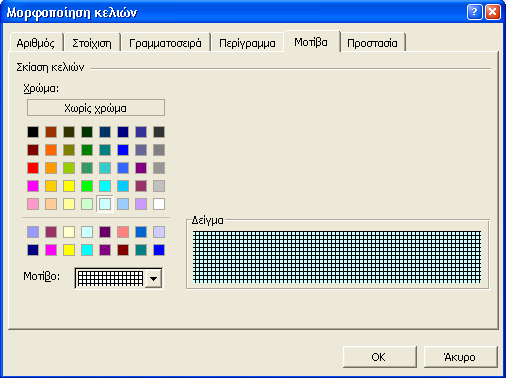 Μορφοποίηση κελιών
Αριθμός Στοίχιση Γραμματοσειρά Περίγραμμα Μοτίβα Προστασία
Σκίαση κελιών
Χρώμα:
Χωρίς χρώμα
Δείγμα
Μοτίβο:
OK Άκυρο